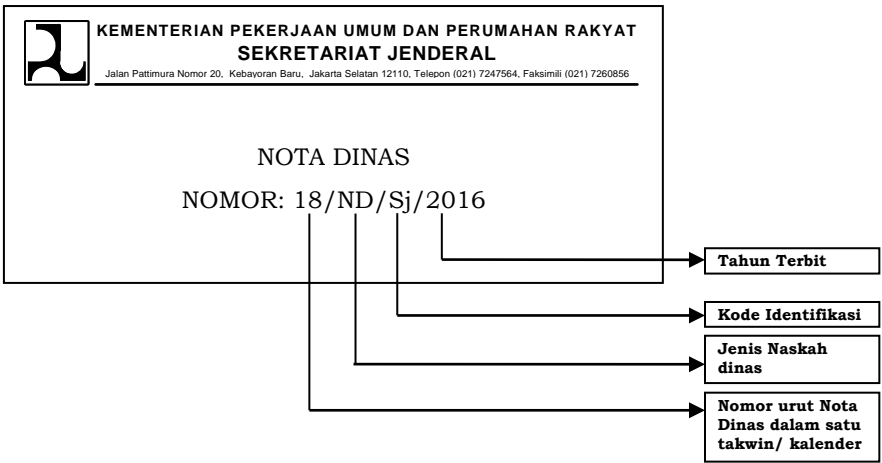 KEMENTERIAN PEKERJAAN UMUM DAN PERUMAHAN RAKYAT
SEKRETARIAT JENDERAL
Jalan Pattimura Nomor 20, Kebayoran Baru, Jakarta Selatan 12110, Telepon (021) 7247564, Faksimili (021) 7260856
NOTA DINAS
NOMOR: 18/ND/Sj/2016
Tahun Terbit
Kode Identifikasi
Jenis Naskah
dinas
Nomor urut Nota
Dinas dalam satu
takwin/ kalender